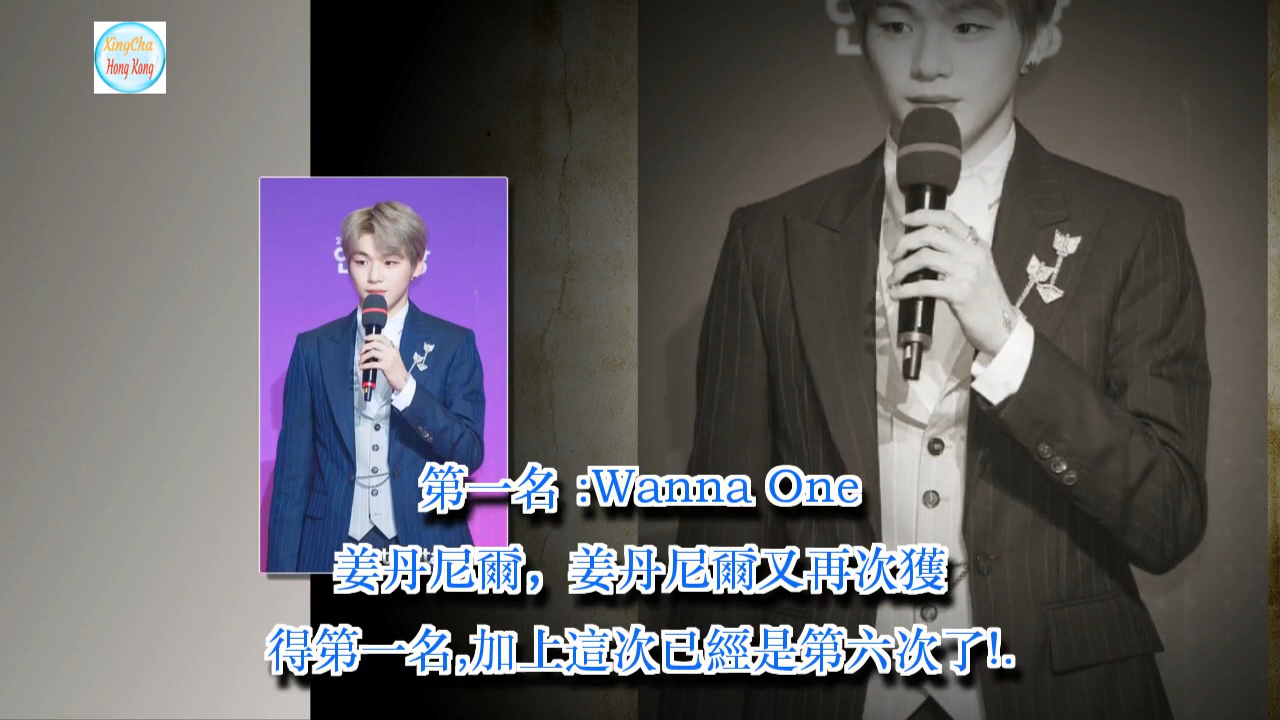 XingCha
Hong Kong
第一名 :Wanna One
姜丹尼爾，姜丹尼爾又再次獲
得第一名,加上這次已經是第六次了!.